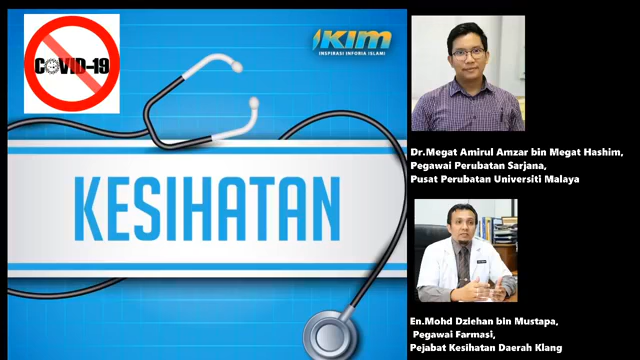 COVID-19
IKIM
INSPIRASI INFORIA ISLAMI
KESIHATAN
Dr.Megat Amirul Amzar bin Megat Hashim,
Pegawai Perubatan Sarjana,
Pusat Perubatan Universiti Malaya
En.Mohd Dziehan bin Mustapa,
Pegawai Farmasi,
Pejabat Kesihatan Daerah Klang